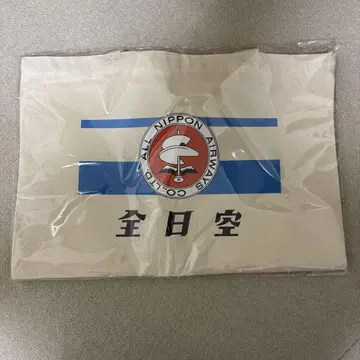 ALL NIPPON AIRWAYS CO.,LTD.
全日空